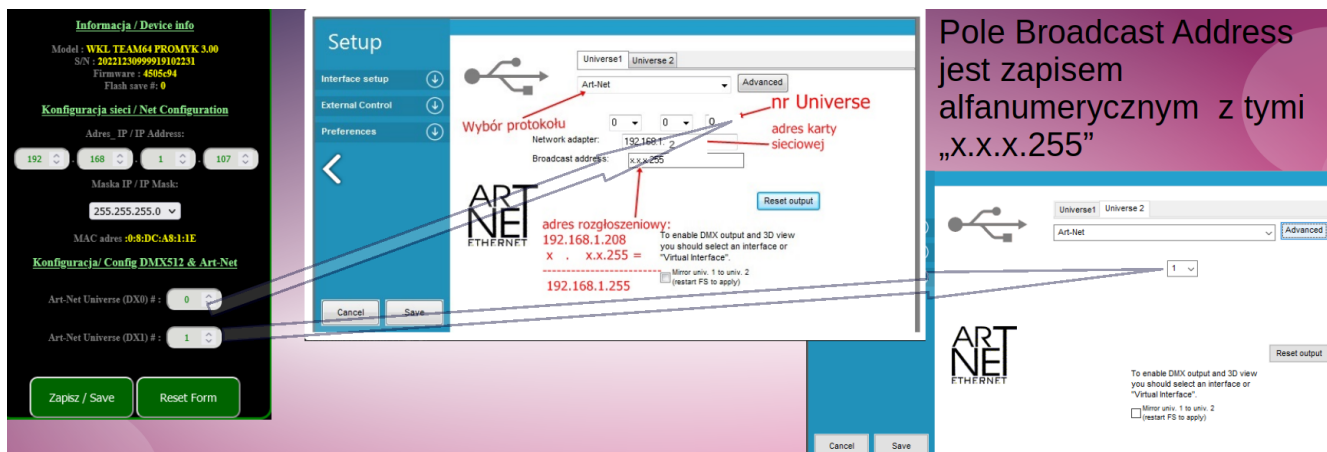 Informacja / Device info
Model : WKL TEAM64 PROMYK 3.00
S/N : 20221230999919102231
Firmware : 4505c94
Flash save #: 0
Konfiguracja sieci / Net Configuration
Adres_ IP / IP Address:
192 . 168 . 1 . 107
Maska IP / IP Mask:
255.255.255.0
MAC adres :0:8:DC:A8:1:1E
Konfiguracja/ Config DMX512 & Art-Net
Art-Net Universe (DX0) # : 0
Art-Net Universe (DX1) # : 1
Zapisz / Save
Reset Form
Setup
Interface setup
External Control
Preferences
Cancel
Save
Universe1
Universe 2
Art-Net
Advanced
Wybór protokołu
nr Universe
0 0 0
Network adapter:
192.168.1. 2
adres karty
sieciowej
Broadcast address:
x.x.x.255
Reset output
ART
NET
ETHERNET
adres rozgłoszeniowy:
192.168.1.208
x . x.x.255 =
----------------------
192.168.1.255
To enable DMX output and 3D view
you should select an interface or
"Virtual Interface".
Mirror univ. 1 to univ. 2
(restart FS to apply)
Pole Broadcast Address
jest zapisem
alfanumerycznym z tymi
„x.x.x.255”
Universe1
Universe 2
Art-Net
Advanced
1
ART
NET
ETHERNET
Reset output
To enable DMX output and 3D view
you should select an interface or
"Virtual Interface".
Mirror univ. 1 to univ. 2
(restart FS to apply)
Cancel
Save